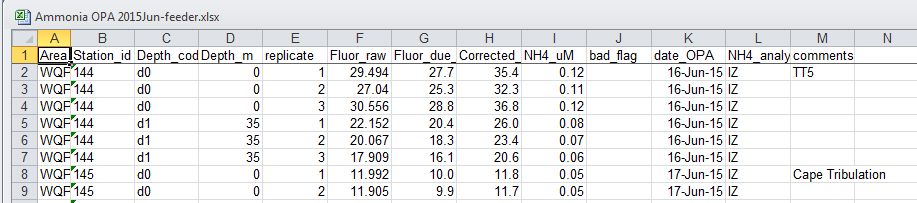 Ammonia OPA 2015Jun-feeder.xlsx
A B C D E F G H I J K L M N
1 Area Station_id Depth_cod Depth_m replicate Fluor_raw Fluor_due_ Corrected_ NH4_uM bad_flag date_OPA NH4_analy comments
2 WQF 144 d0 0 1 29.494 27.7 35.4 0.12 16-Jun-15 IZ TT5
3 WQF 144 d0 0 2 27.04 25.3 32.3 0.11 16-Jun-15 IZ
4 WQF 144 d0 0 3 30.556 28.8 36.8 0.12 16-Jun-15 IZ
5 WQF 144 d1 35 1 22.152 20.4 26.0 0.08 16-Jun-15 IZ
6 WQF 144 d1 35 2 20.067 18.3 23.4 0.07 16-Jun-15 IZ
7 WQF 144 d1 35 3 17.909 16.1 20.6 0.06 16-Jun-15 IZ
8 WQF 145 d0 0 1 11.992 10.0 11.8 0.05 17-Jun-15 IZ Cape Tribulation
9 WQF 145 d0 0 2 11.905 9.9 11.7 0.05 17-Jun-15 IZ